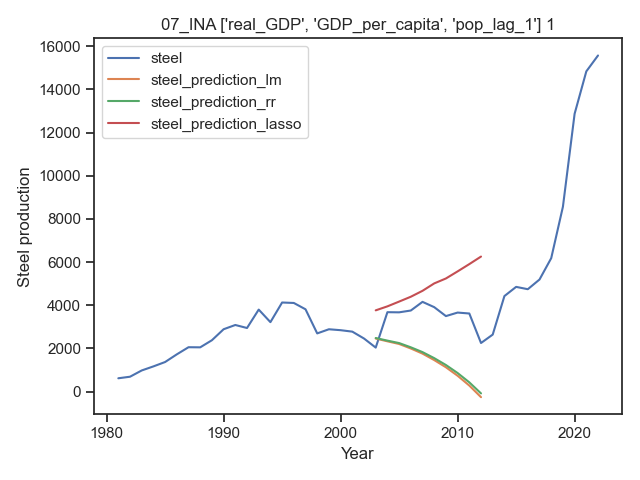 07_INA ['real_GDP', 'GDP_per_capita', 'pop_lag_1'] 1
steel
steel_prediction_lm
steel_prediction_rr
steel_prediction_lasso
Steel production
16000
14000
12000
10000
8000
6000
4000
2000
0
1980
1990
2000
2010
2020
Year